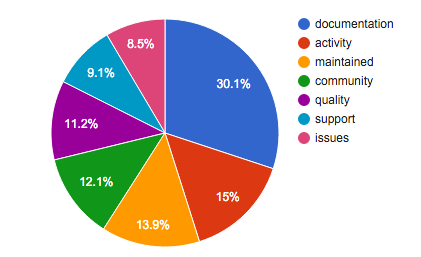 documentation
activity
maintained
community
quality
support
issues
30.1%
15%
13.9%
12.1%
11.2%
9.1%
8.5%